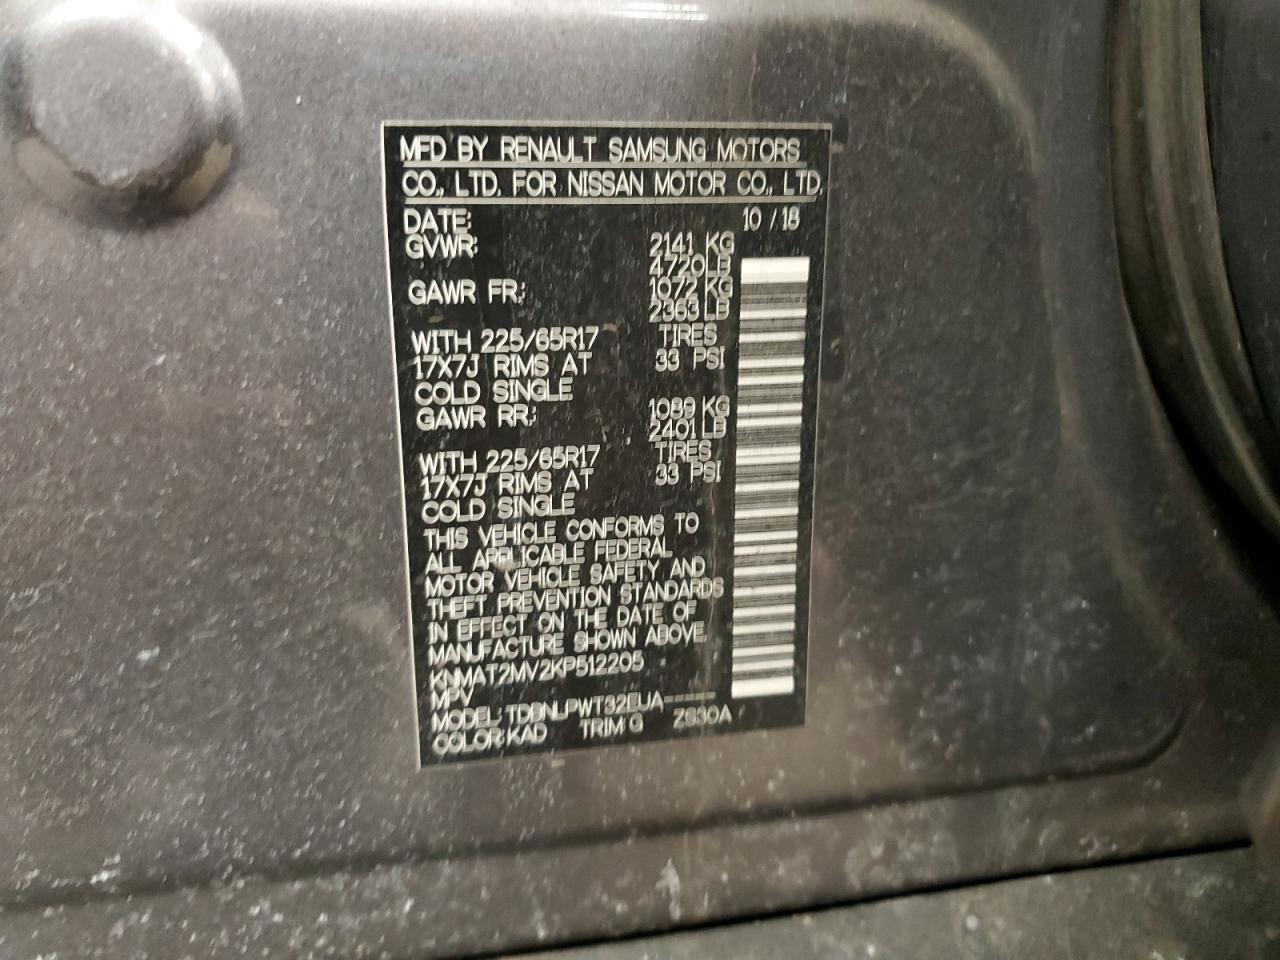 MFD BY RENAULT SAMSUNG MOTORS
CO., LTD. FOR NISSAN MOTOR CO., LTD.
DATE: 10 / 18
GVWR: 2141 KG
4720LB
GAWR FR: 1072 KG
2363 LB
WITH 225/65R17 TIRES
17X7J RIMS AT 33 PSI
COLD SINGLE
GAWR RR: 1089 KG
2401 LB
WITH 225/65R17 TIRES
17X7J RIMS AT 33 PSI
COLD SINGLE
THIS VEHICLE CONFORMS TO
ALL APPLICABLE FEDERAL
MOTOR VEHICLE SAFETY AND
THEFT PREVENTION STANDARDS
IN EFFECT ON THE DATE OF
MANUFACTURE SHOWN ABOVE.
KNMAT2MV2KP512205
MPV
MODEL: TDBNLPWT32EUA-----
COLOR:KAD TRIM:G ZS30A